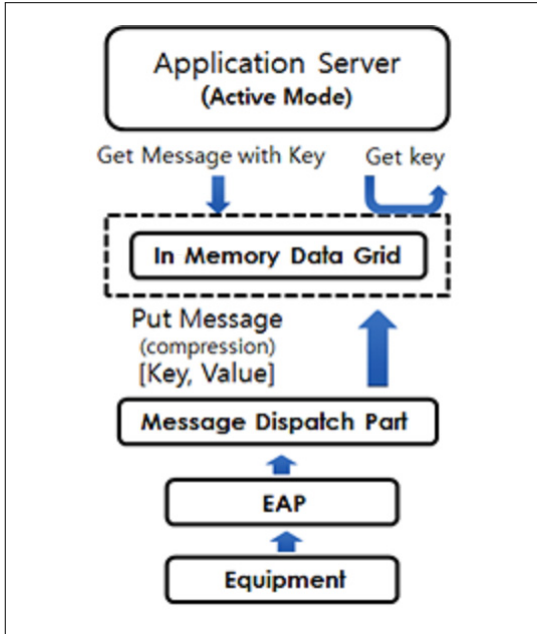 Application Server
(Active Mode)
Get Message with Key Get key
In Memory Data Grid
Put Message
(compression)
[Key, Value]
Message Dispatch Part
EAP
Equipment